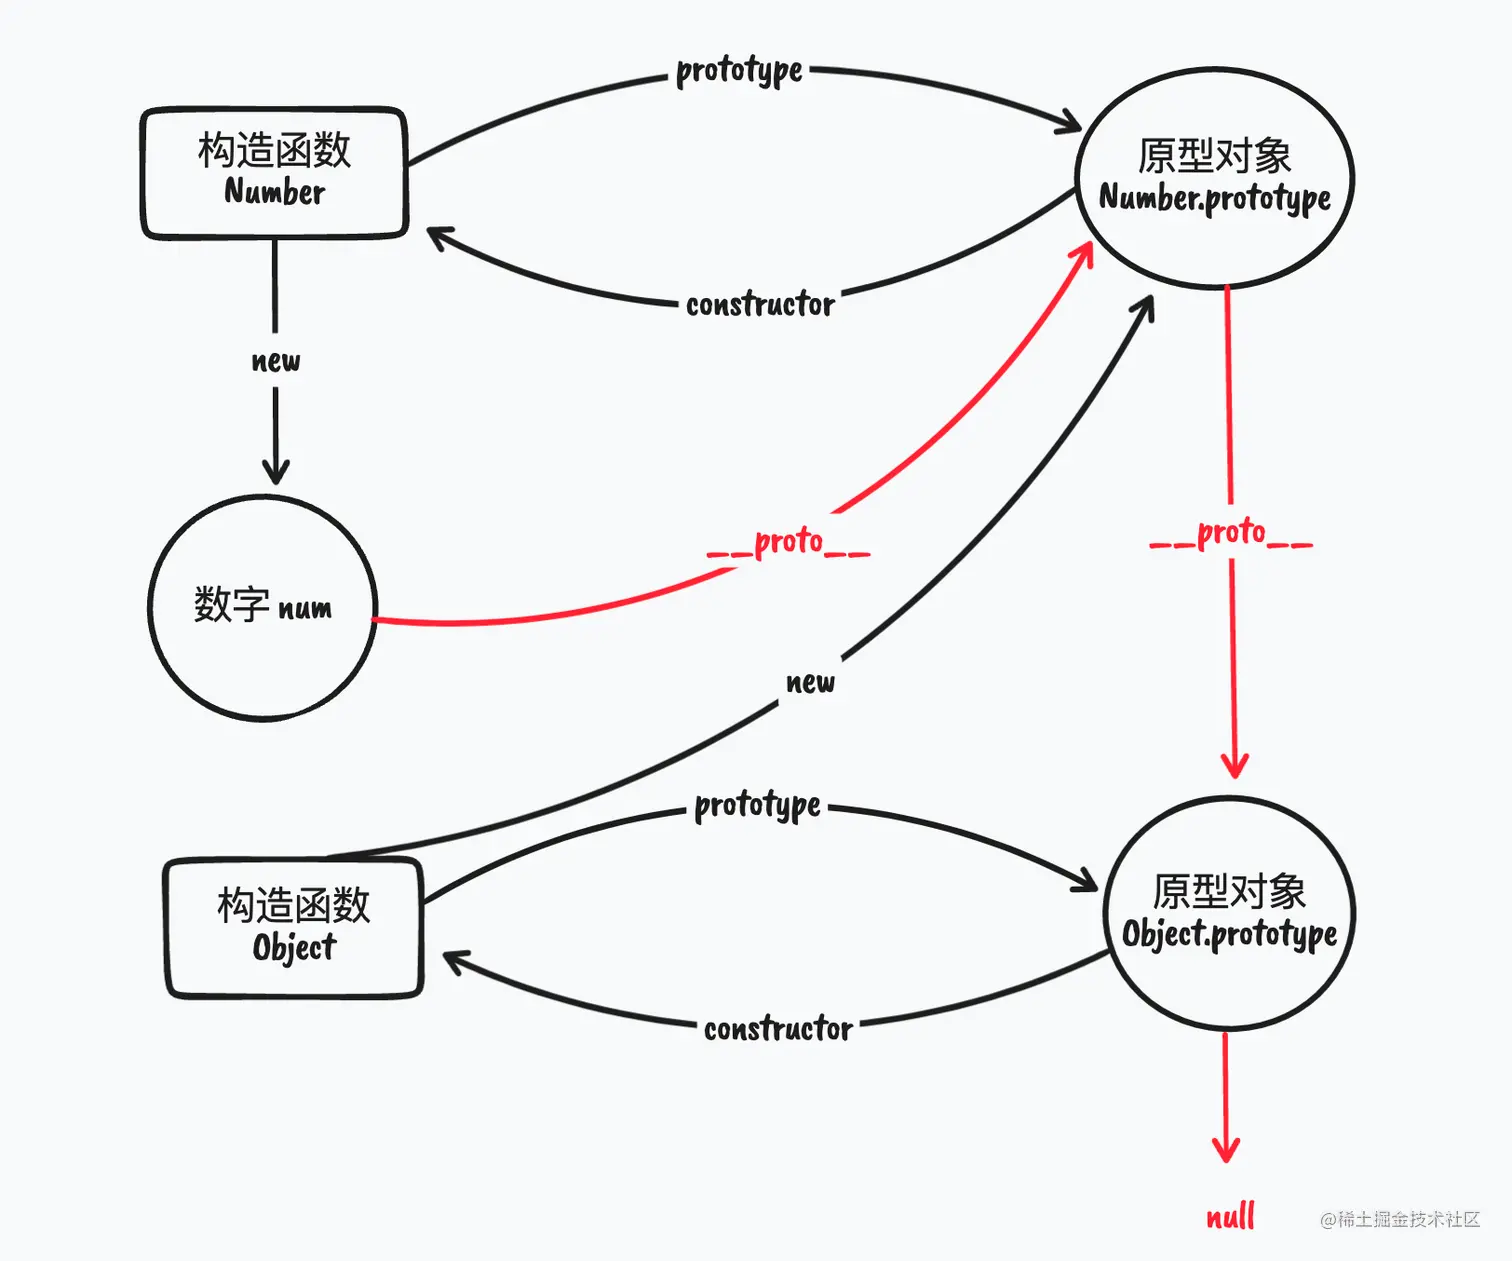 prototype
构造函数
Number
原型对象
Number.prototype
constructor
new
__proto__
__proto__
数字 num
new
prototype
构造函数
Object
原型对象
Object.prototype
constructor
null
@稀土掘金技术社区